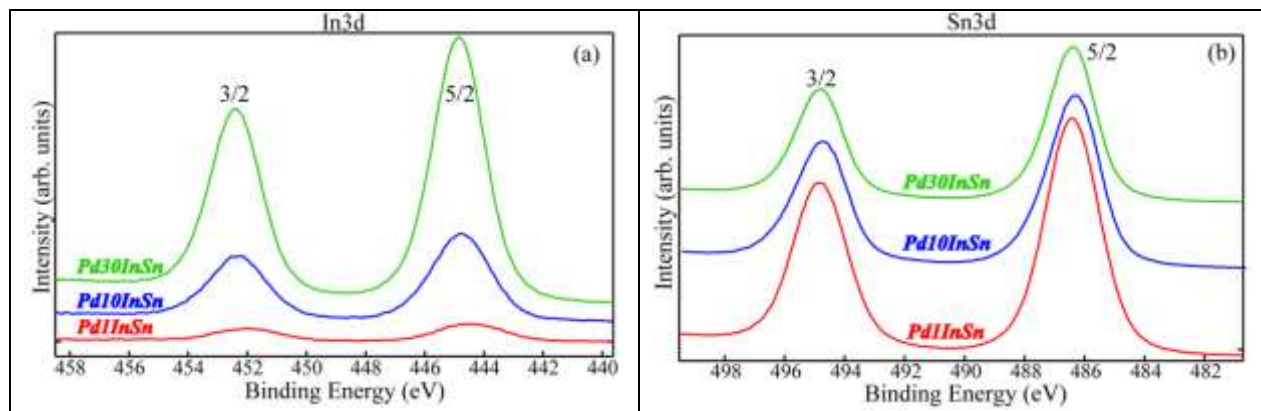 In3d
(a)
3/2
5/2
Pd30InSn
Pd10InSn
Pd1InSn
Intensity (arb. units)
458 456 454 452 450 448 446 444 442 440
Binding Energy (eV)
Sn3d
(b)
3/2
5/2
Pd30InSn
Pd10InSn
Pd1InSn
Intensity (arb. units)
498 496 494 492 490 488 486 484 482
Binding Energy (eV)